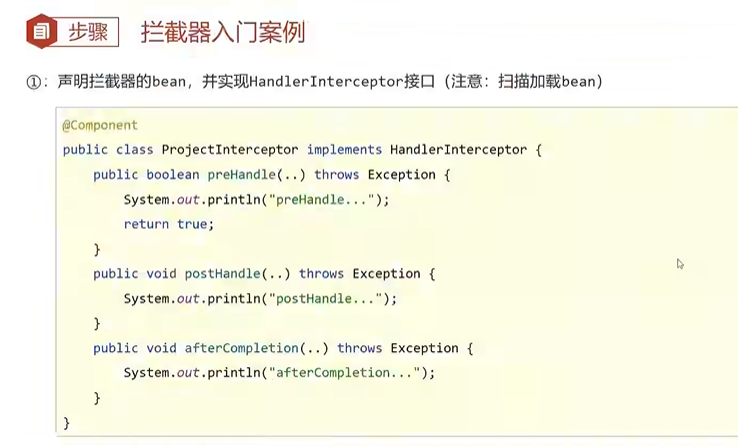 步骤 拦截器入门案例
①：声明拦截器的bean，并实现HandlerInterceptor接口（注意：扫描加载bean）
@Component
public class ProjectInterceptor implements HandlerInterceptor {
    public boolean preHandle(..) throws Exception {
        System.out.println("preHandle...");
        return true;
    }
    public void postHandle(..) throws Exception {
        System.out.println("postHandle...");
    }
    public void afterCompletion(..) throws Exception {
        System.out.println("afterCompletion...");
    }
}